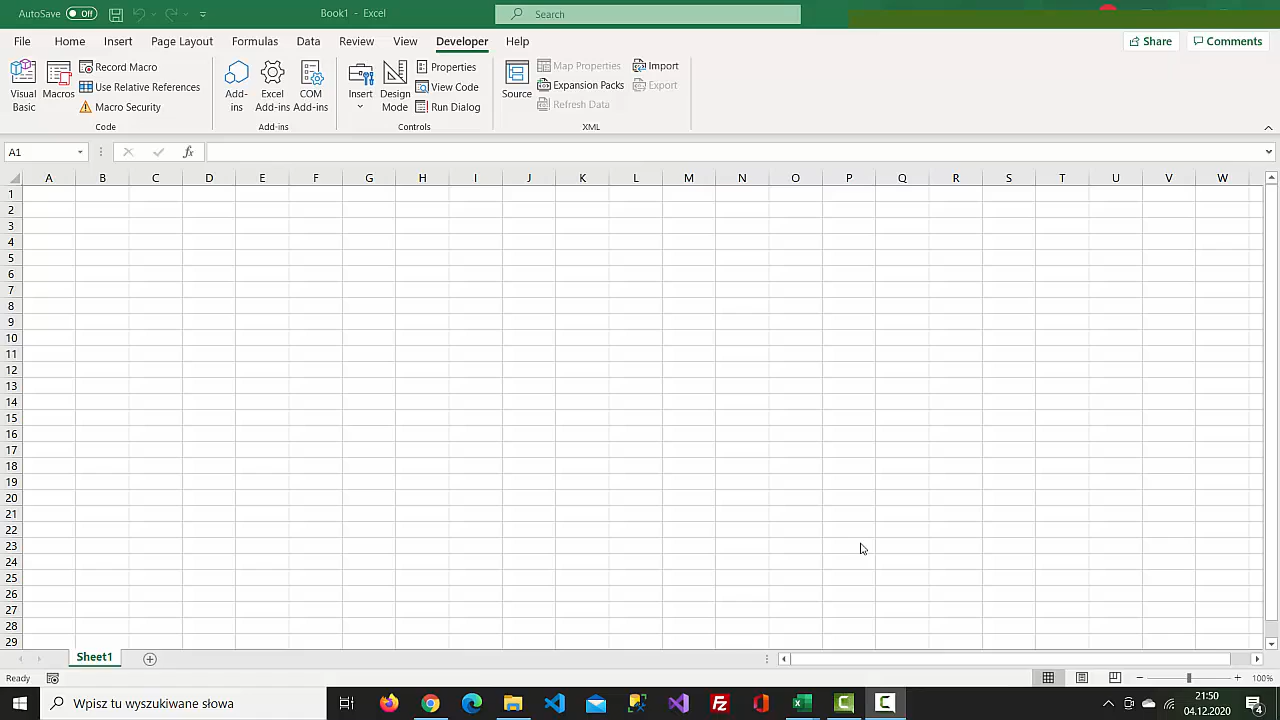 AutoSave Off Book1 - Excel Search
File Home Insert Page Layout Formulas Data Review View Developer Help Share Comments
Visual Basic
Macros
Record Macro
Use Relative References
Macro Security
Code
Add-ins
Excel Add-ins
COM Add-ins
Add-ins
Insert
Design Mode
Properties
View Code
Run Dialog
Controls
Source
Map Properties
Expansion Packs
Refresh Data
Import
Export
XML
A1 fx
A B C D E F G H I J K L M N O P Q R S T U V W
1
2
3
4
5
6
7
8
9
10
11
12
13
14
15
16
17
18
19
20
21
22
23
24
25
26
27
28
29
Sheet1
Ready 100%
Wpisz tu wyszukiwane słowa 21:50
04.12.2020